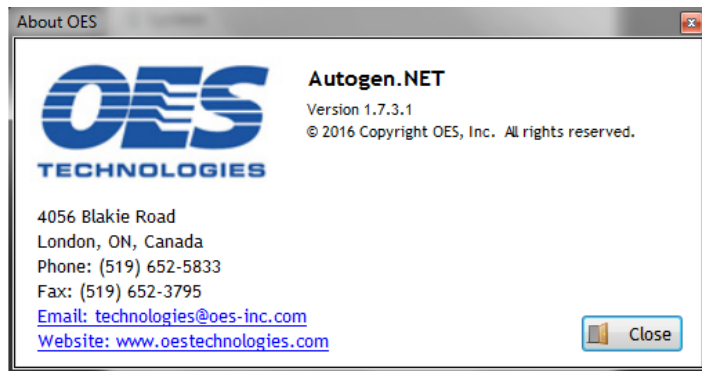 About OES
OES
TECHNOLOGIES
Autogen.NET
Version 1.7.3.1
© 2016 Copyright OES, Inc. All rights reserved.
4056 Blakie Road
London, ON, Canada
Phone: (519) 652-5833
Fax: (519) 652-3795
Email: technologies@oes-inc.com
Website: www.oestechnologies.com
Close